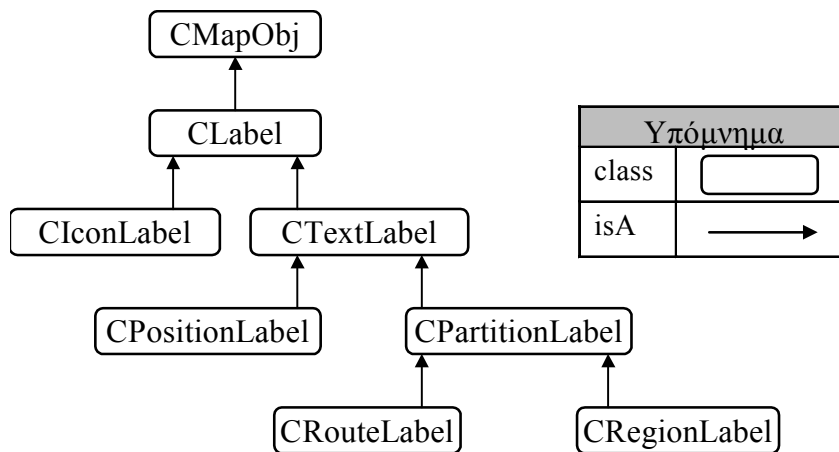 CMapObj
CLabel
CIconLabel
CTextLabel
CPositionLabel
CPartitionLabel
CRouteLabel
CRegionLabel
Υπόμνημα
class
isA